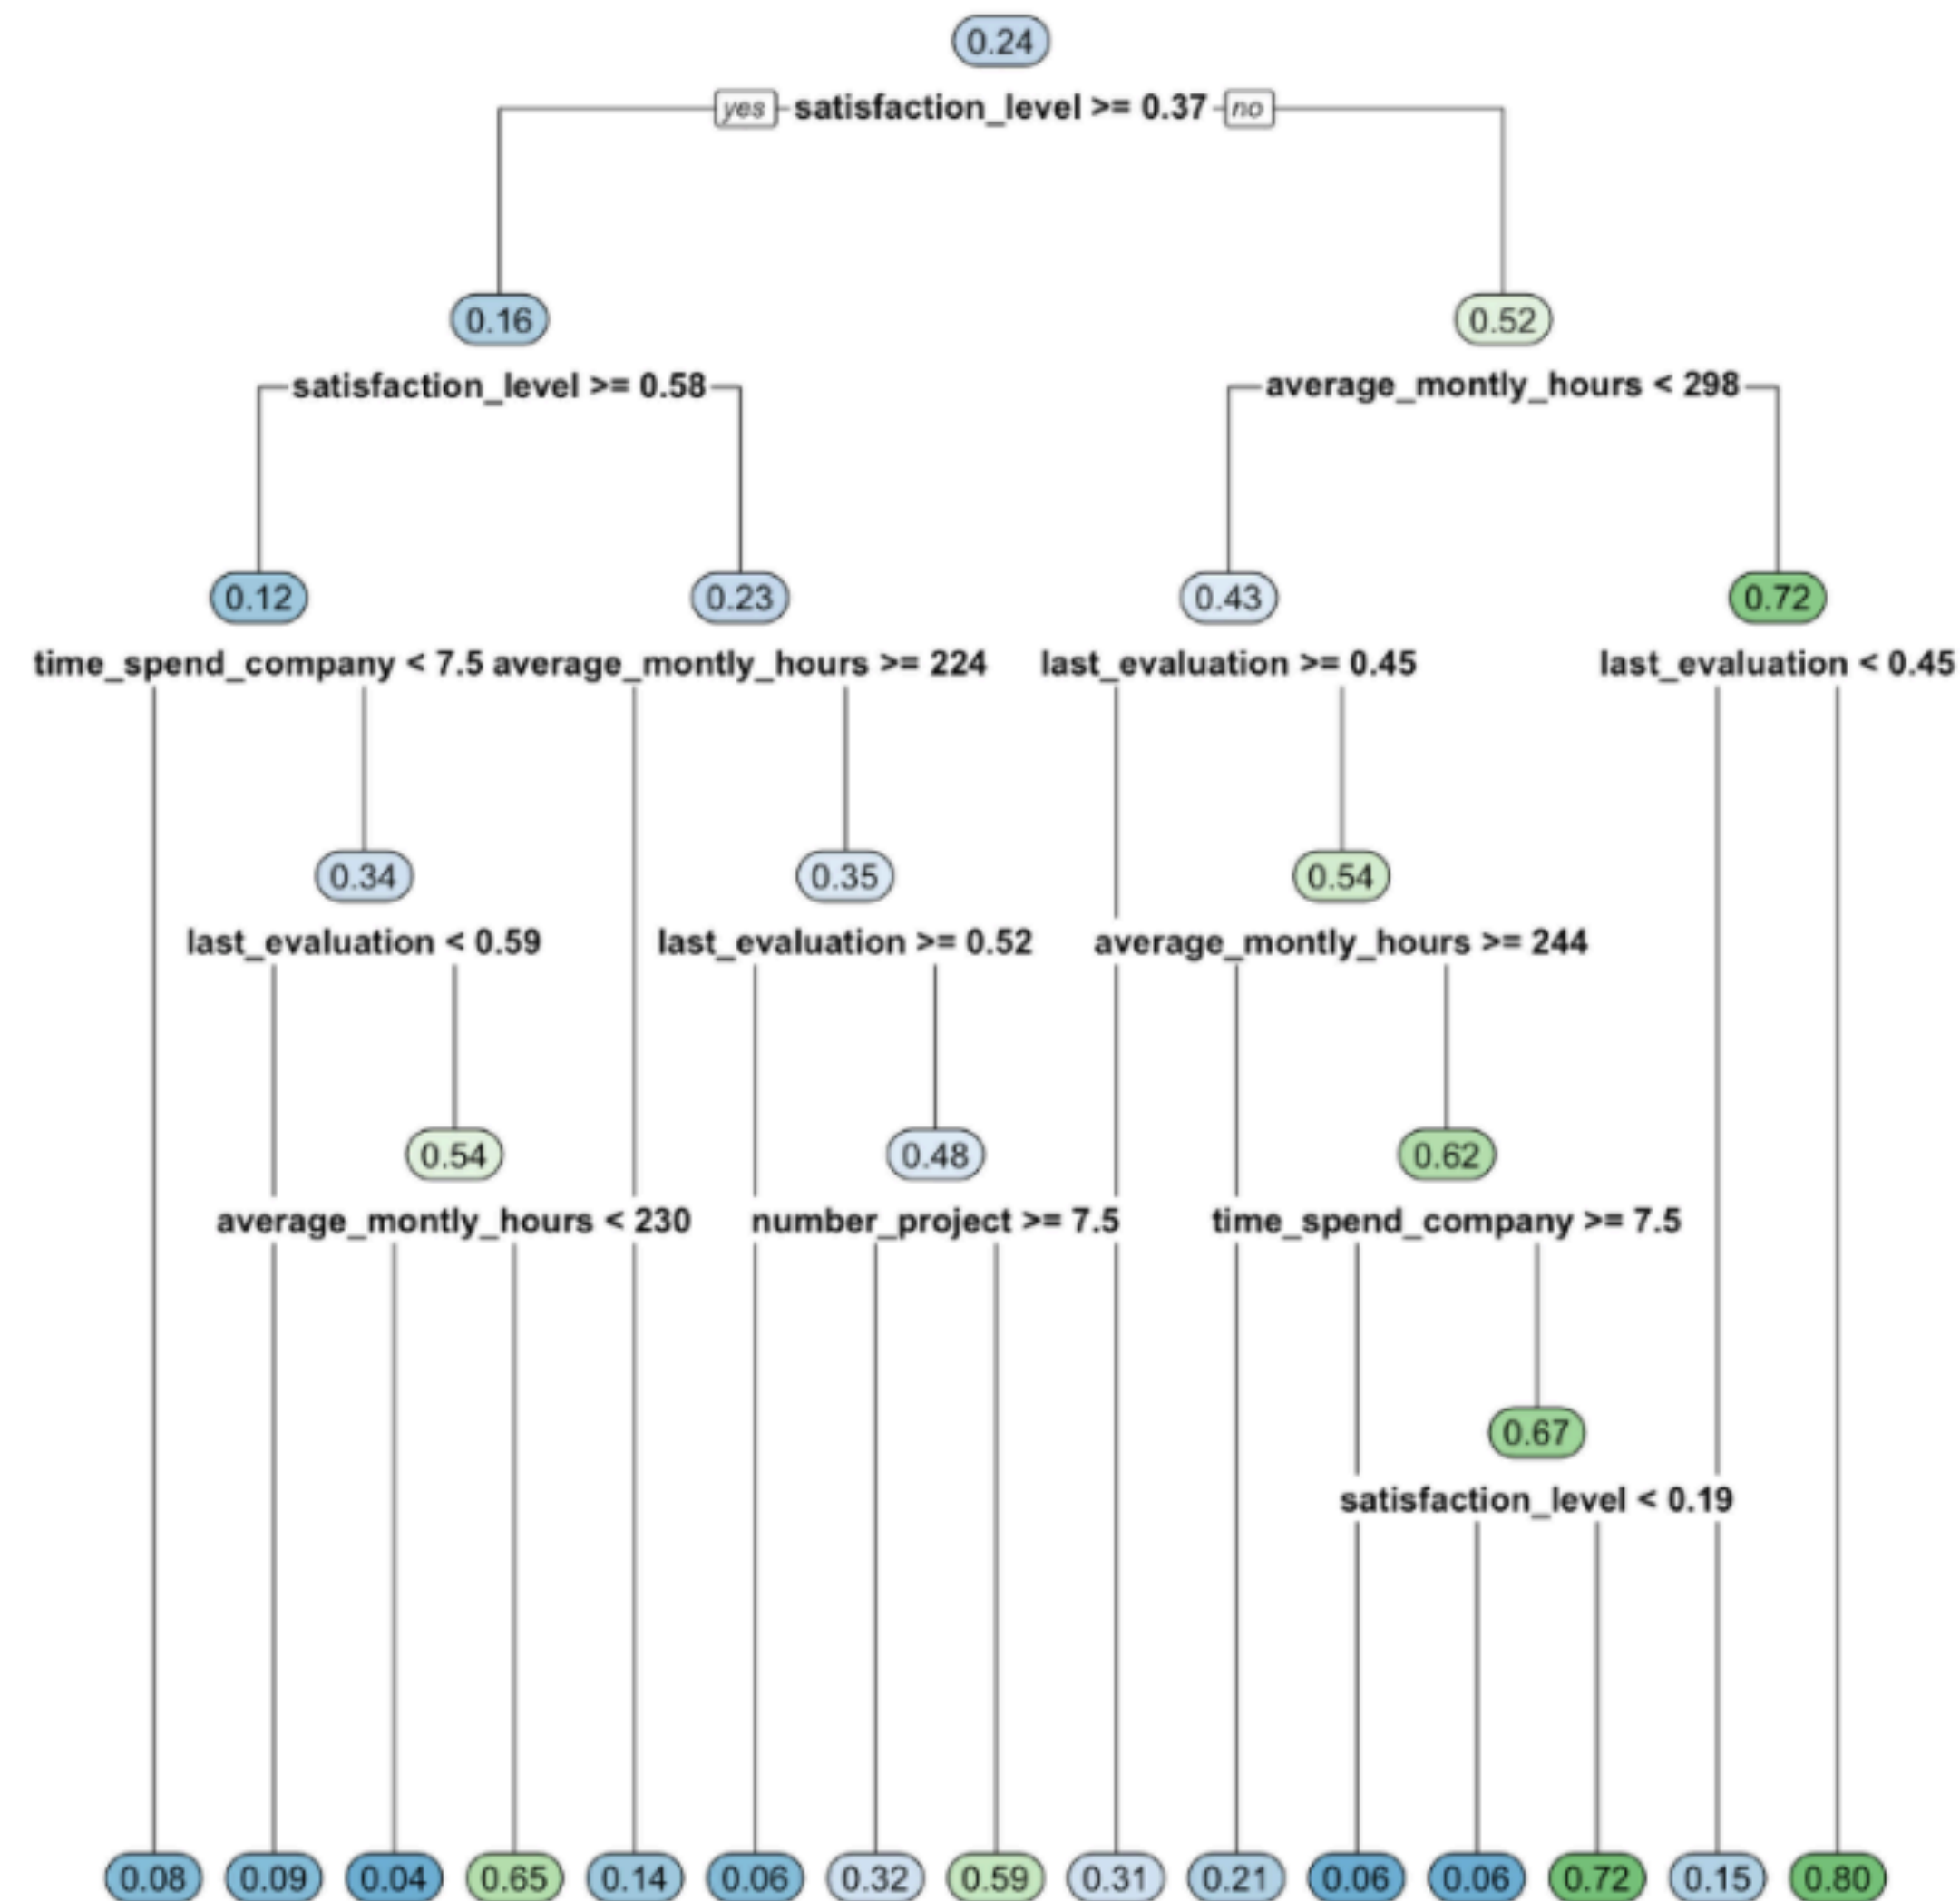 0.24
yes satisfaction_level >= 0.37 no
0.16 0.52
satisfaction_level >= 0.58 average_montly_hours < 298
0.12 0.23 0.43 0.72
time_spend_company < 7.5 average_montly_hours >= 224 last_evaluation >= 0.45 last_evaluation < 0.45
0.34 0.35 0.54
last_evaluation < 0.59 last_evaluation >= 0.52 average_montly_hours >= 244
0.54 0.48 0.62
average_montly_hours < 230 number_project >= 7.5 time_spend_company >= 7.5
0.67
satisfaction_level < 0.19
0.08 0.09 0.04 0.65 0.14 0.06 0.32 0.59 0.31 0.21 0.06 0.06 0.72 0.15 0.80